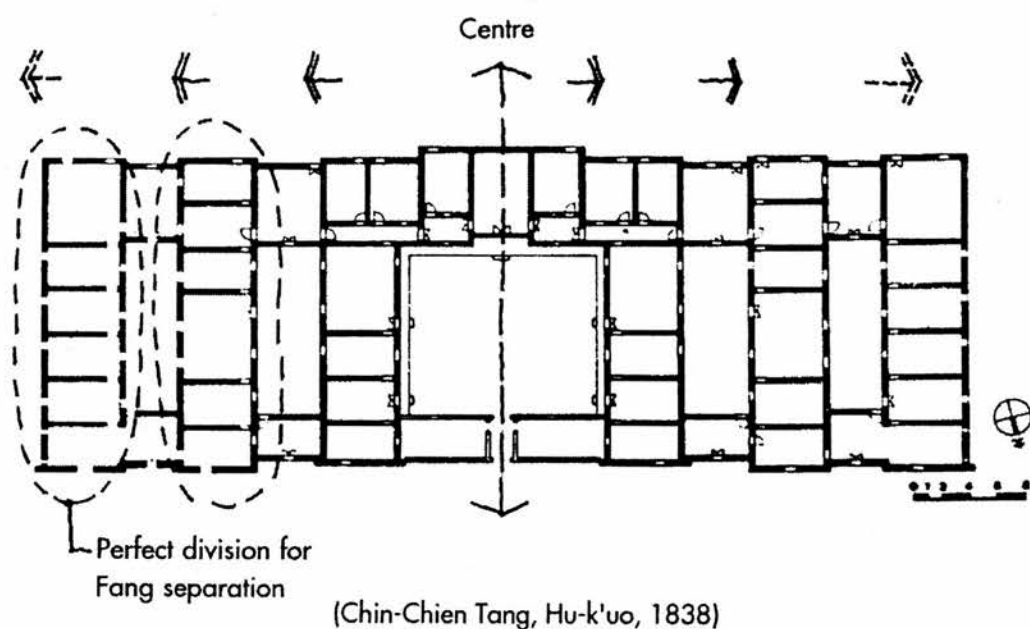 Centre
Perfect division for
Fang separation
(Chin-Chien Tang, Hu-k'uo, 1838)